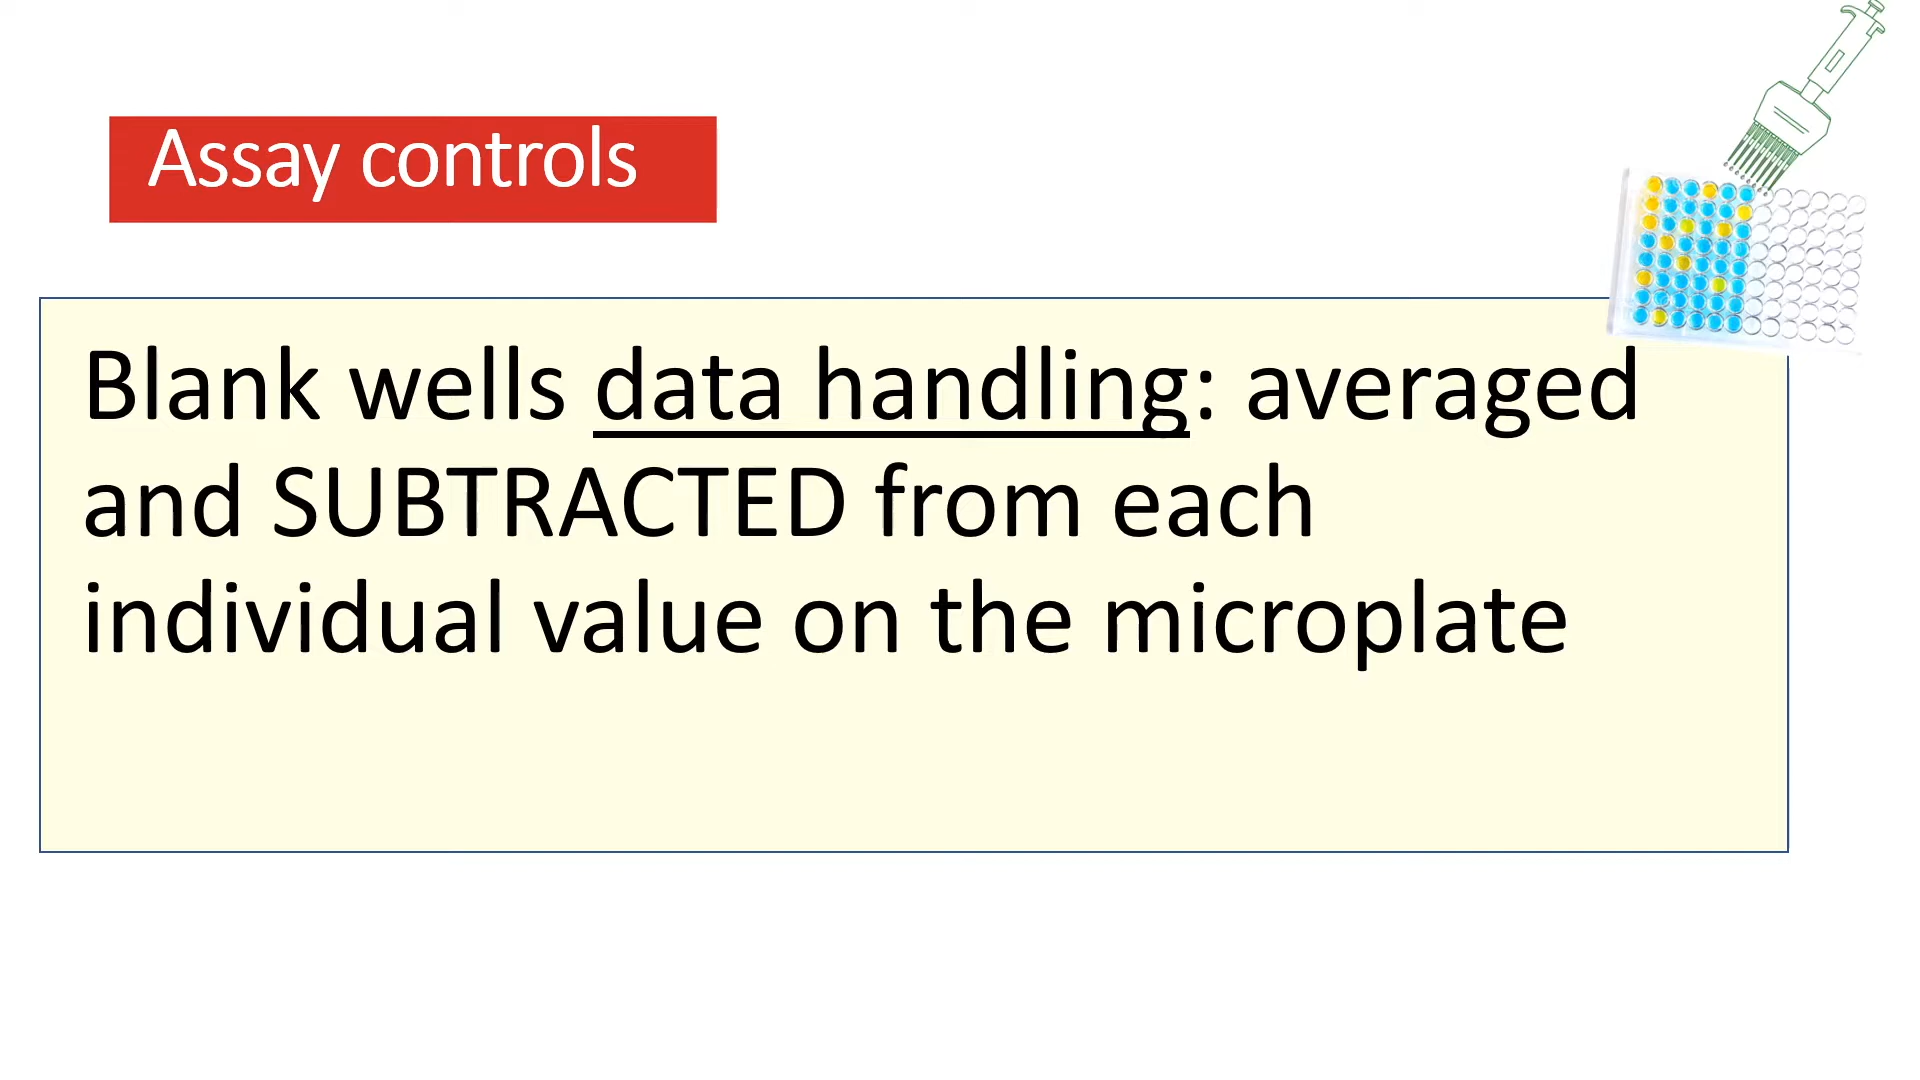 Assay controls
Blank wells data handling: averaged
and SUBTRACTED from each
individual value on the microplate